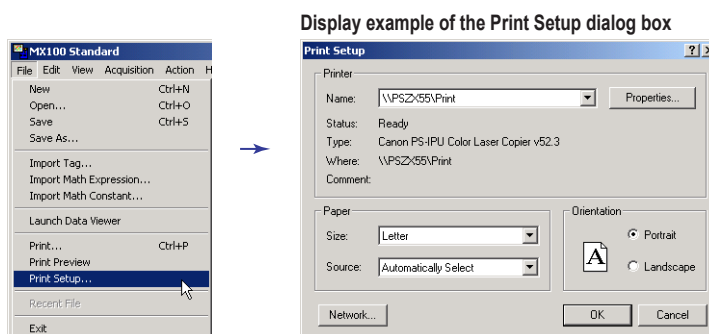 Display example of the Print Setup dialog box
MX100 Standard
File Edit View Acquisition Action H
New Ctrl+N
Open... Ctrl+O
Save Ctrl+S
Save As...
Import Tag...
Import Math Expression...
Import Math Constant...
Launch Data Viewer
Print... Ctrl+P
Print Preview
Print Setup...
Recent File
Exit
Print Setup
Printer
Name: \\PSZX55\Print Properties...
Status: Ready
Type: Canon PS-IPU Color Laser Copier v52.3
Where: \\PSZX55\Print
Comment:
Paper
Size: Letter
Source: Automatically Select
Orientation
A
Portrait
Landscape
Network... OK Cancel